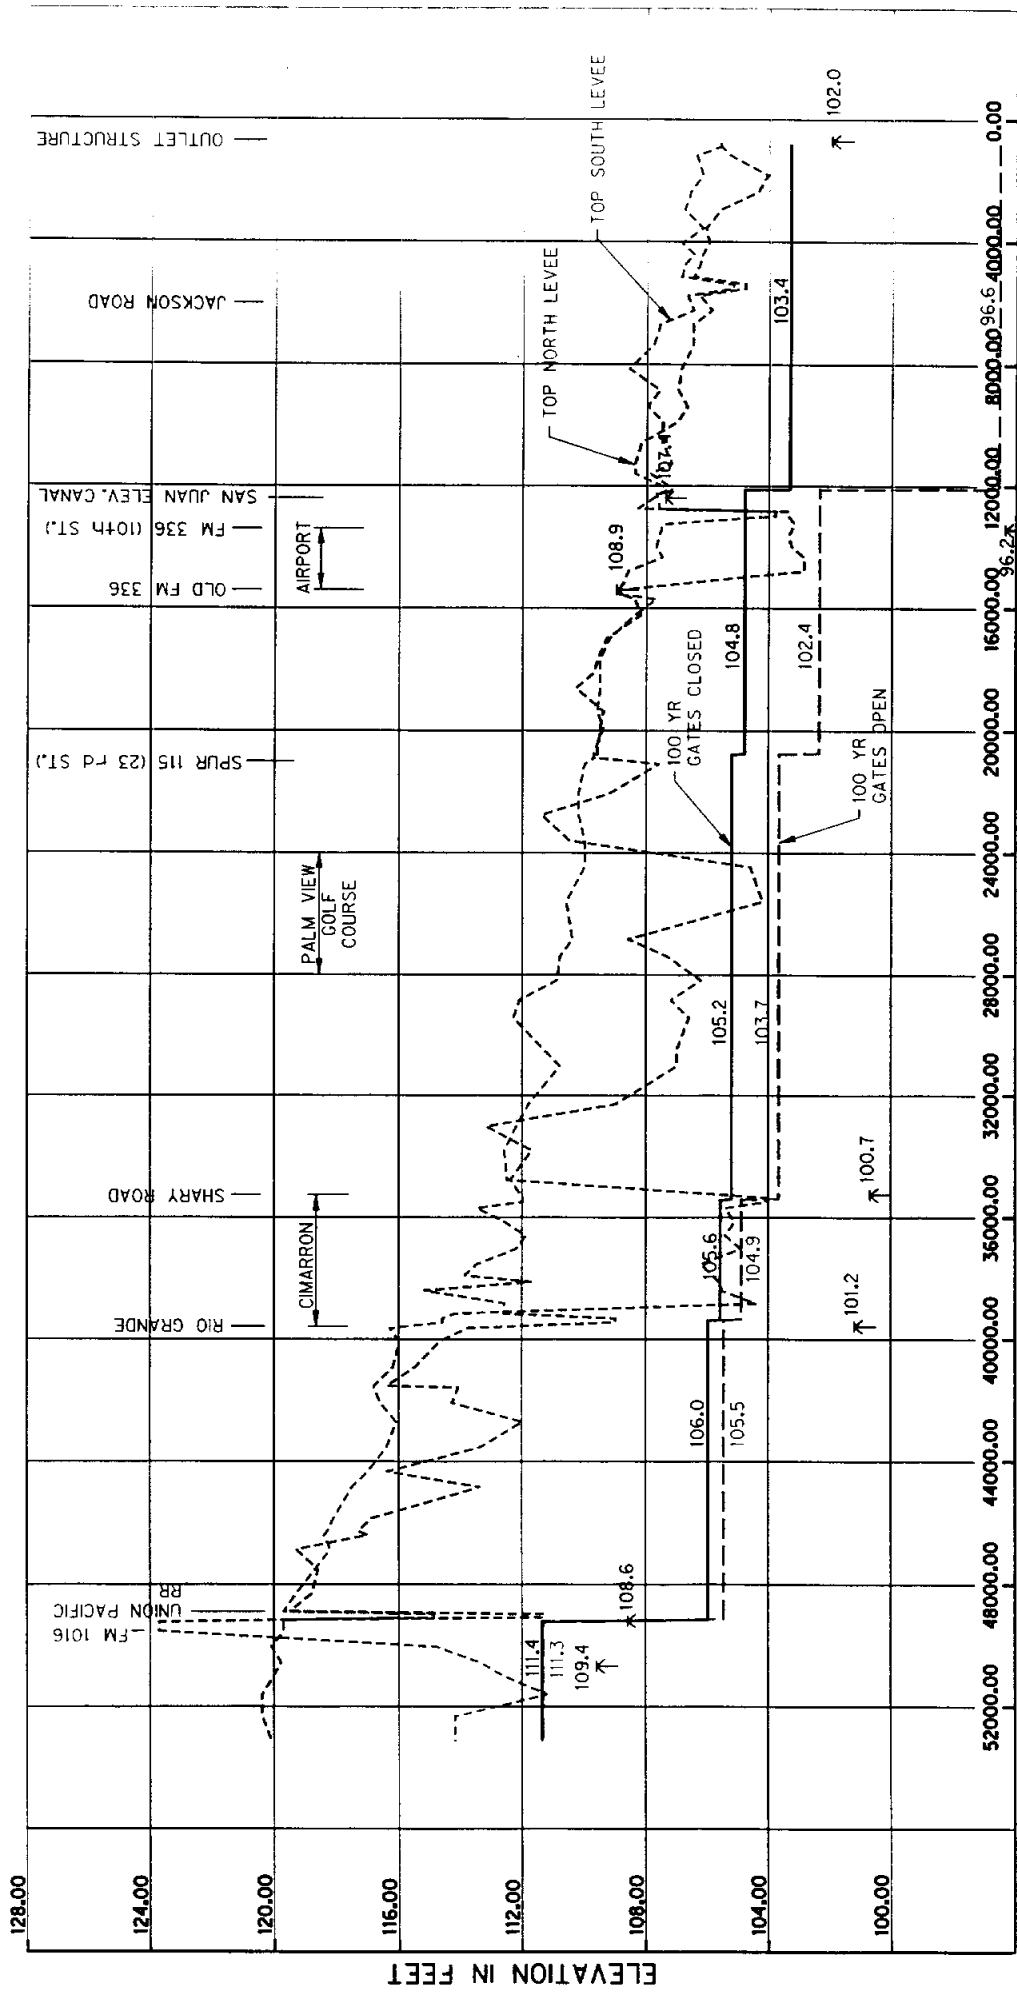 ELEVATION IN FEET
128.00
124.00
120.00
116.00
112.00
108.00
104.00
100.00
52000.00
48000.00
44000.00
40000.00
36000.00
32000.00
28000.00
24000.00
20000.00
16000.00
12000.00
8000.00
4000.00
0.00
FM 1016
UNION PACIFIC
RR
RIO GRANDE
CIMARRON
SHARY ROAD
PALM VIEW
GOLF
COURSE
SPUR 115 (23 rd ST.)
OLD FM 336
AIRPORT
FM 336 (10th ST.)
SAN JUAN ELEV. CANAL
JACKSON ROAD
OUTLET STRUCTURE
TOP NORTH LEVEE
TOP SOUTH LEVEE
100 YR
GATES CLOSED
100 YR
GATES OPEN
111.4
111.3
109.4
108.6
106.0
105.5
101.2
105.6
104.9
100.7
105.2
103.7
104.8
102.4
108.9
107.4
103.4
102.0
96.6
96.2